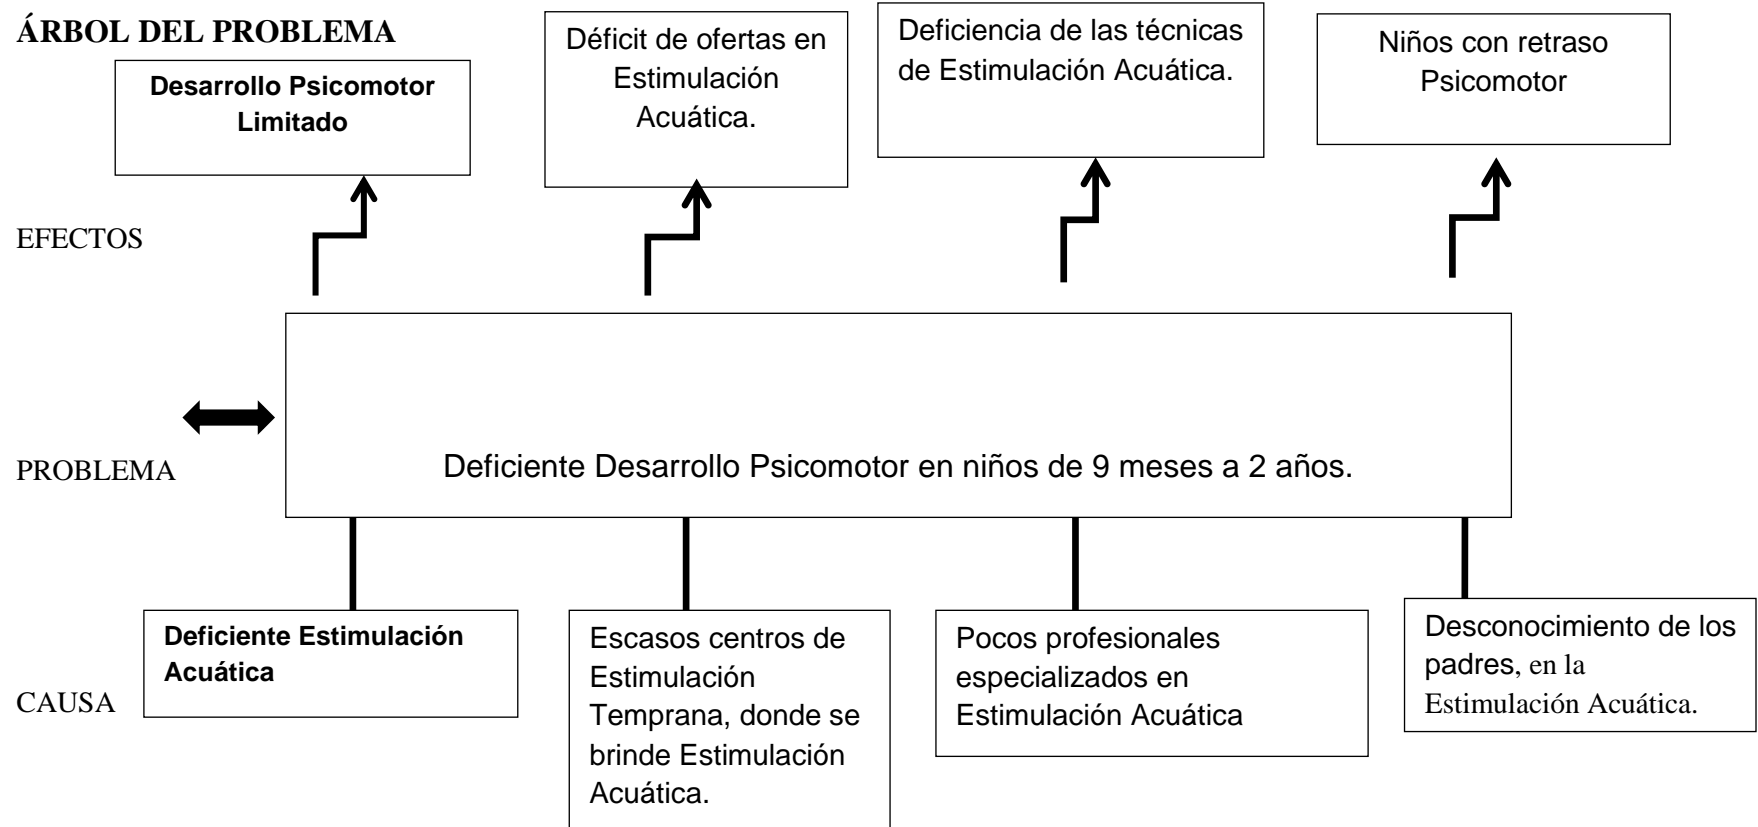 ÁRBOL DEL PROBLEMA
Desarrollo Psicomotor
Limitado
Déficit de ofertas en
Estimulación
Acuática.
Deficiencia de las técnicas
de Estimulación Acuática.
Niños con retraso
Psicomotor
EFECTOS
PROBLEMA
Deficiente Desarrollo Psicomotor en niños de 9 meses a 2 años.
CAUSA
Deficiente Estimulación
Acuática
Escasos centros de
Estimulación
Temprana, donde se
brinde Estimulación
Acuática.
Pocos profesionales
especializados en
Estimulación Acuática
Desconocimiento de los
padres, en la
Estimulación Acuática.